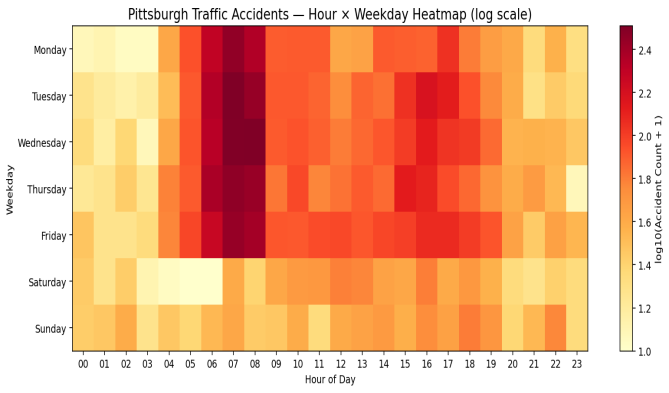 Pittsburgh Traffic Accidents — Hour × Weekday Heatmap (log scale)
Weekday
Monday
Tuesday
Wednesday
Thursday
Friday
Saturday
Sunday
00 01 02 03 04 05 06 07 08 09 10 11 12 13 14 15 16 17 18 19 20 21 22 23
Hour of Day
2.4
2.2
2.0
1.8
1.6
1.4
1.2
1.0
log10(Accident Count + 1)